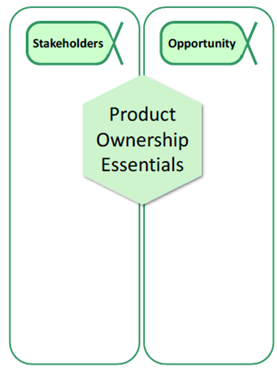 Stakeholders
Opportunity
Product
Ownership
Essentials